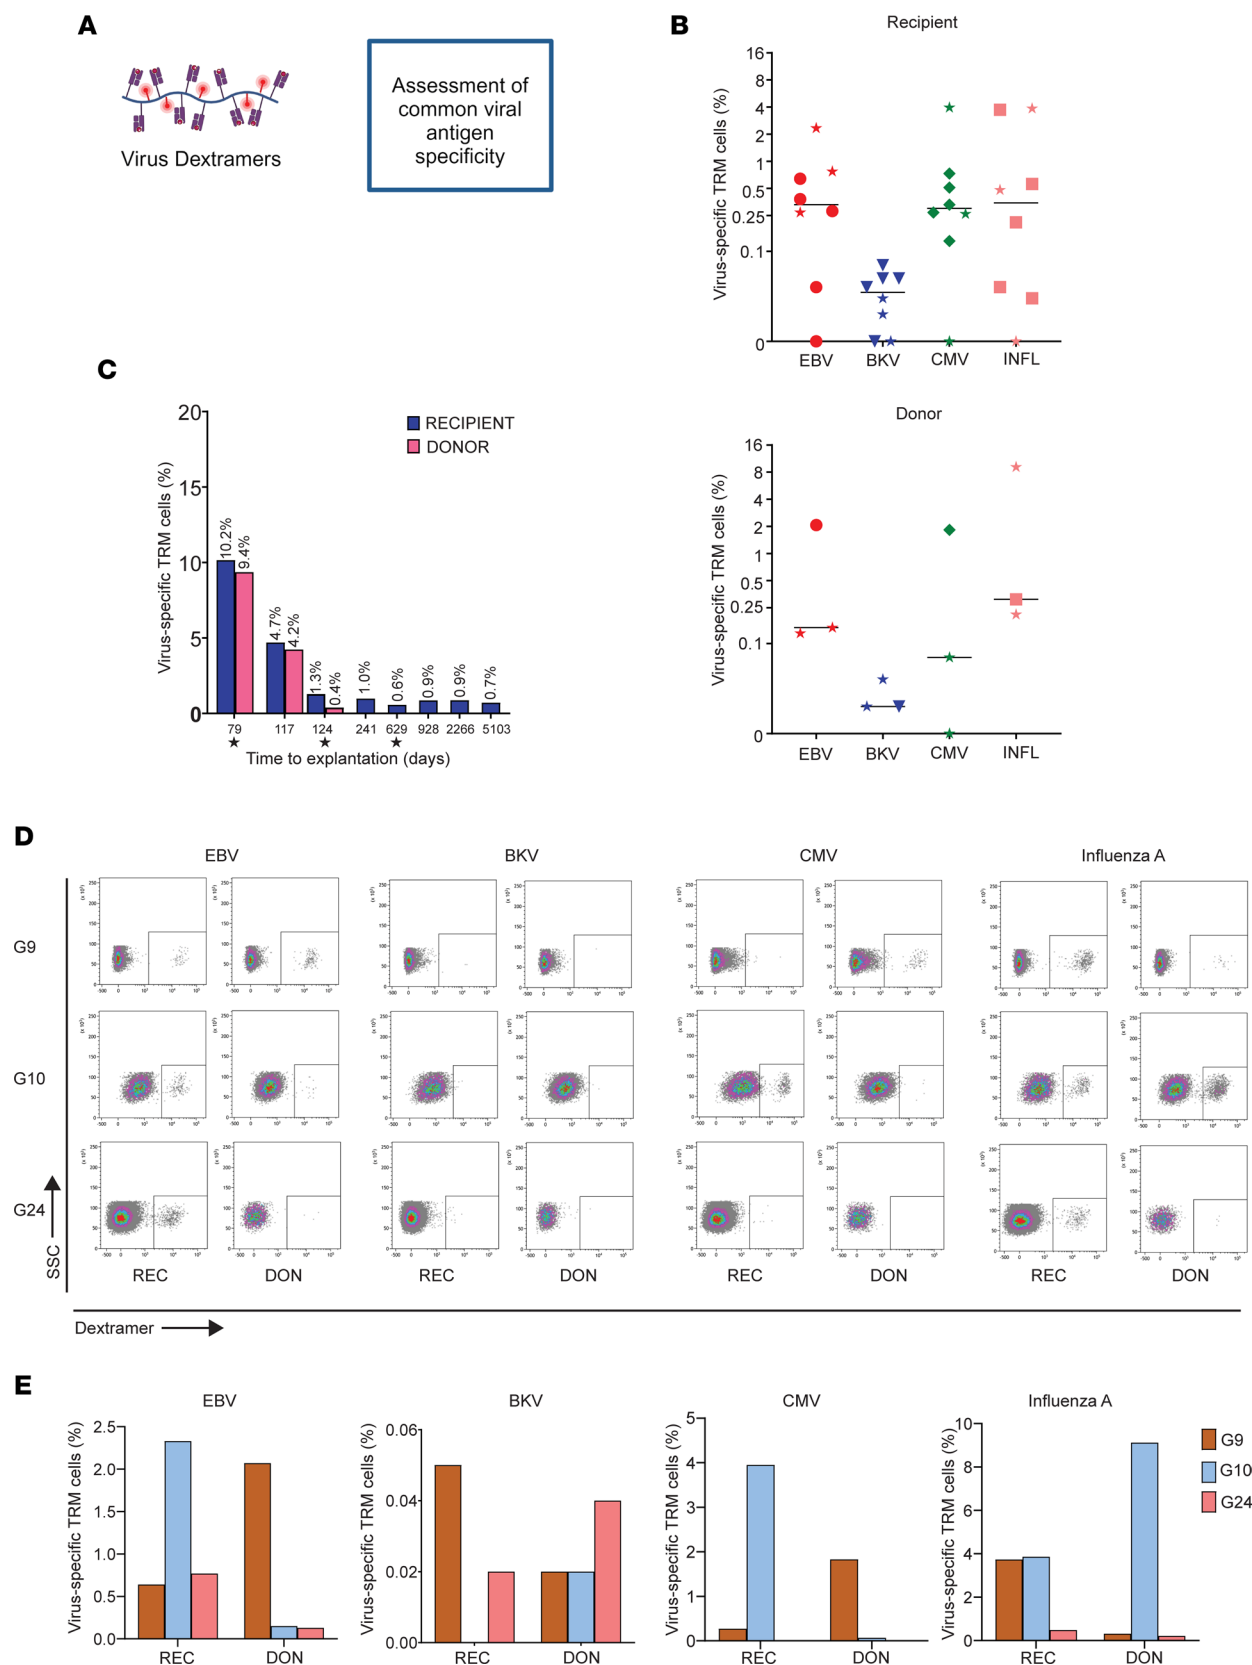 A
Virus Dextramers
Assessment of
common viral
antigen
specificity
B
Recipient
Virus-specific TRM cells (%)
16
8
4
2
1
0.5
0.25
0.1
0
EBV BKV CMV INFL
Donor
Virus-specific TRM cells (%)
16
8
4
2
1
0.5
0.25
0.1
0
EBV BKV CMV INFL
C
Virus-specific TRM cells (%)
20
15
10
5
0
RECIPIENT
DONOR
10.2% 9.4% 4.7% 4.2% 1.3% 0.4% 1.0% 0.6% 0.9% 0.9% 0.7%
79 117 124 241 629 928 2266 5103
★ ★ ★
Time to explantation (days)
D
EBV BKV CMV Influenza A
G9
G10
G24
SSC
REC DON REC DON REC DON REC DON
Dextramer
E
EBV
Virus-specific TRM cells (%)
2.5
2.0
1.5
1.0
0.5
0.0
REC DON
BKV
Virus-specific TRM cells (%)
0.06
0.04
0.02
0.00
REC DON
CMV
Virus-specific TRM cells (%)
5
4
3
2
1
0
REC DON
Influenza A
Virus-specific TRM cells (%)
10
8
6
4
2
0
REC DON
G9
G10
G24